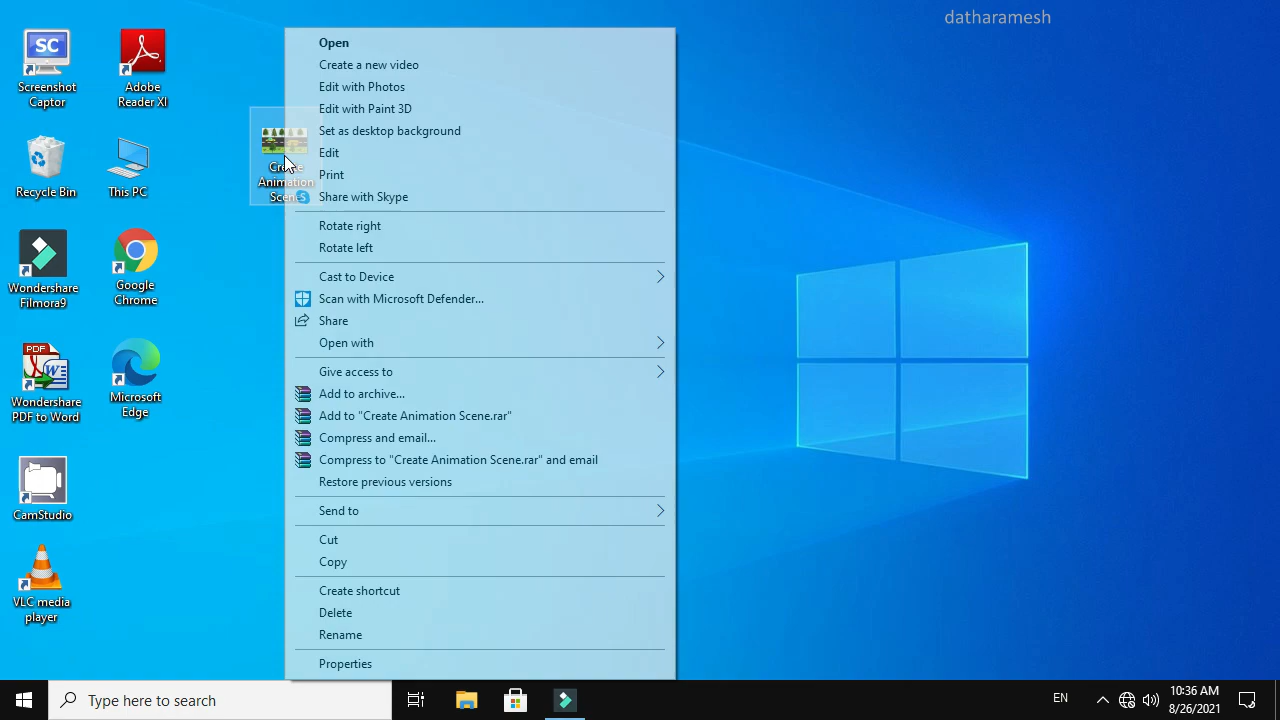 datharamesh
SC
Screenshot
Captor
Adobe
Reader XI
Recycle Bin
This PC
Wondershare
Filmora9
Google
Chrome
PDF
W
Wondershare
PDF to Word
Microsoft
Edge
CamStudio
VLC media
player
Animation
Scene
Open
Create a new video
Edit with Photos
Edit with Paint 3D
Set as desktop background
Edit
Print
Share with Skype
Rotate right
Rotate left
Cast to Device
Scan with Microsoft Defender...
Share
Open with
Give access to
Add to archive...
Add to "Create Animation Scene.rar"
Compress and email...
Compress to "Create Animation Scene.rar" and email
Restore previous versions
Send to
Cut
Copy
Create shortcut
Delete
Rename
Properties
Type here to search
EN
10:36 AM
8/26/2021